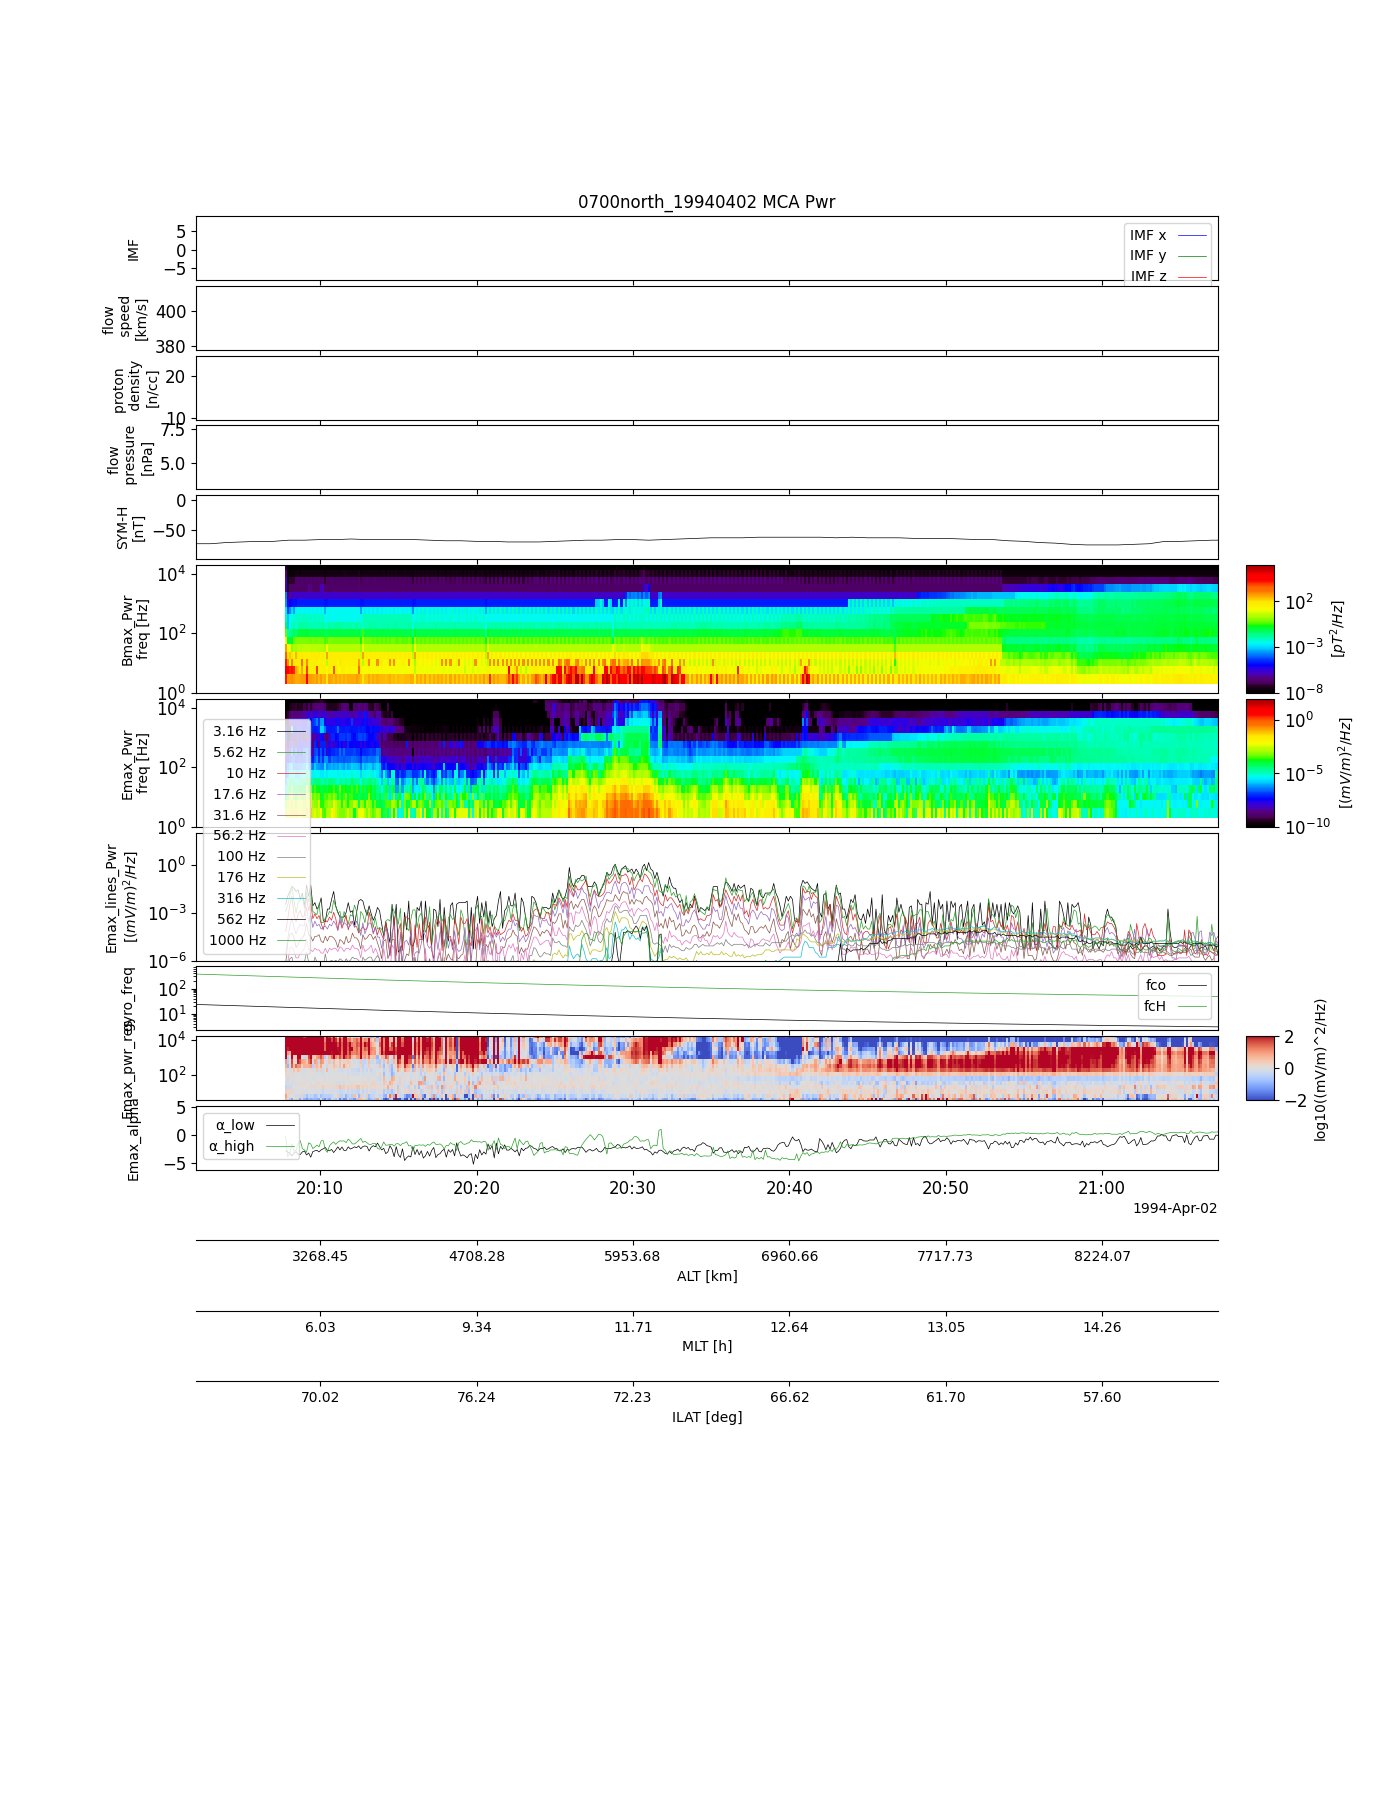 0700north_19940402 MCA Pwr
IMF
5
0
−5
IMF x
IMF y
IMF z
flow
speed
[km/s]
400
380
proton
density
[n/cc]
20
10
flow
pressure
[nPa]
7.5
5.0
SYM-H
[nT]
0
−50
Bmax_Pwr
freq [Hz]
10^4
10^2
10^0
10^2
10^−3
10^−8
[pT^2/Hz]
Emax_Pwr
freq [Hz]
10^4
10^2
10^0
10^0
10^−5
10^−10
[(mV/m)^2/Hz]
3.16 Hz
5.62 Hz
10 Hz
17.6 Hz
31.6 Hz
56.2 Hz
100 Hz
176 Hz
316 Hz
562 Hz
1000 Hz
Emax_lines_Pwr
[(mV/m)^2/Hz]
10^0
10^−3
10^−6
gyro_freq
10^2
10^1
fco
fcH
Emax_pwr_reg
10^4
10^2
2
0
−2
log10((mV/m)^2/Hz)
Emax_alpha
5
0
−5
α_low
α_high
20:10 20:20 20:30 20:40 20:50 21:00
1994-Apr-02
3268.45 4708.28 5953.68 6960.66 7717.73 8224.07
ALT [km]
6.03 9.34 11.71 12.64 13.05 14.26
MLT [h]
70.02 76.24 72.23 66.62 61.70 57.60
ILAT [deg]